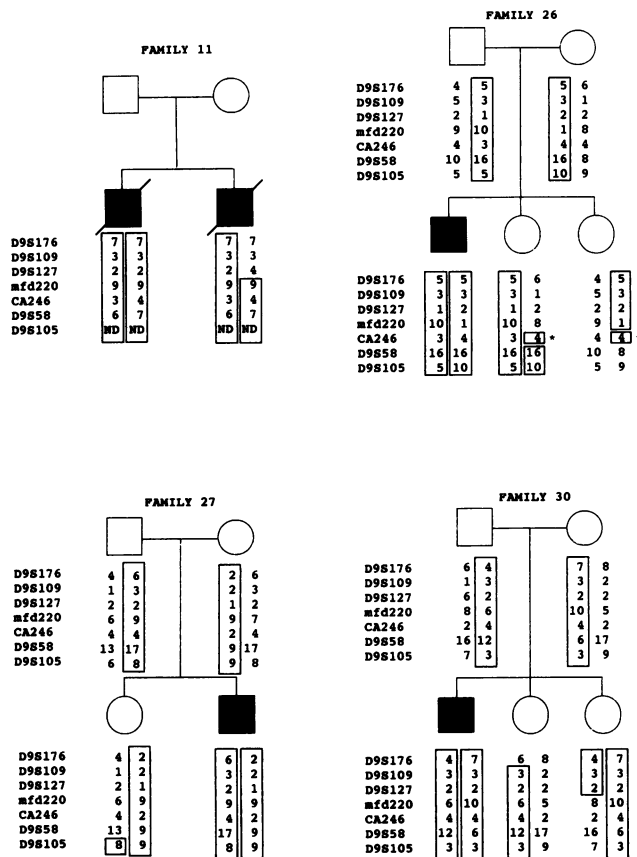 FAMILY 11
D9S176 7 7 7 7
D9S109 3 3 3 3
D9S127 2 2 2 4
mfd220 9 9 9 9
CA246 3 4 3 4
D9S58 6 7 6 7
D9S105 ND ND ND
FAMILY 26
D9S176 4 5 5 6
D9S109 5 3 3 1
D9S127 2 1 2 2
mfd220 9 10 1 8
CA246 4 3 4 4
D9S58 10 16 16 8
D9S105 5 5 10 9
D9S176 5 5 5 6 4 5
D9S109 3 3 3 1 5 3
D9S127 1 2 1 2 2 2
mfd220 10 1 10 8 9 1
CA246 3 4 3 4 * 4 4 *
D9S58 16 16 16 16 10 8
D9S105 5 10 5 10 5 9
FAMILY 27
D9S176 4 6 2 6
D9S109 1 3 2 3
D9S127 2 2 1 2
mfd220 6 9 9 7
CA246 4 4 2 4
D9S58 13 17 9 17
D9S105 6 8 9 8
D9S176 4 2 6 2
D9S109 1 2 3 2
D9S127 2 1 2 1
mfd220 6 9 9 9
CA246 4 2 4 2
D9S58 13 9 17 9
D9S105 8 9 8 9
FAMILY 30
D9S176 6 4 7 8
D9S109 1 3 3 2
D9S127 6 2 2 2
mfd220 8 6 10 5
CA246 2 4 4 2
D9S58 16 12 6 17
D9S105 7 3 3 9
D9S176 4 7 6 8 4 7
D9S109 3 3 3 2 3 3
D9S127 2 2 2 2 2 2
mfd220 6 10 6 5 8 10
CA246 4 4 4 2 2 4
D9S58 12 6 12 17 16 6
D9S105 3 3 3 9 7 3